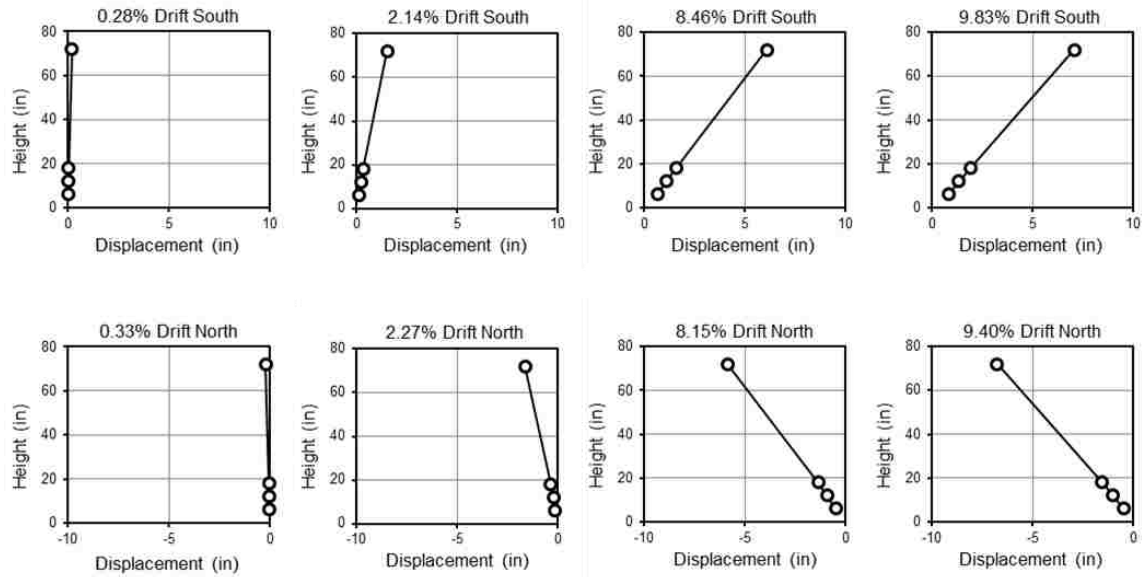 0.28% Drift South
80
60
40
20
0
0
5
10
Height (in)
Displacement (in)
2.14% Drift South
80
60
40
20
0
0
5
10
Height (in)
Displacement (in)
8.46% Drift South
80
60
40
20
0
0
5
10
Height (in)
Displacement (in)
9.83% Drift South
80
60
40
20
0
0
5
10
Height (in)
Displacement (in)
0.33% Drift North
80
60
40
20
0
-10
-5
0
Height (in)
Displacement (in)
2.27% Drift North
80
60
40
20
0
-10
-5
0
Height (in)
Displacement (in)
8.15% Drift North
80
60
40
20
0
-10
-5
0
Height (in)
Displacement (in)
9.40% Drift North
80
60
40
20
0
-10
-5
0
Height (in)
Displacement (in)